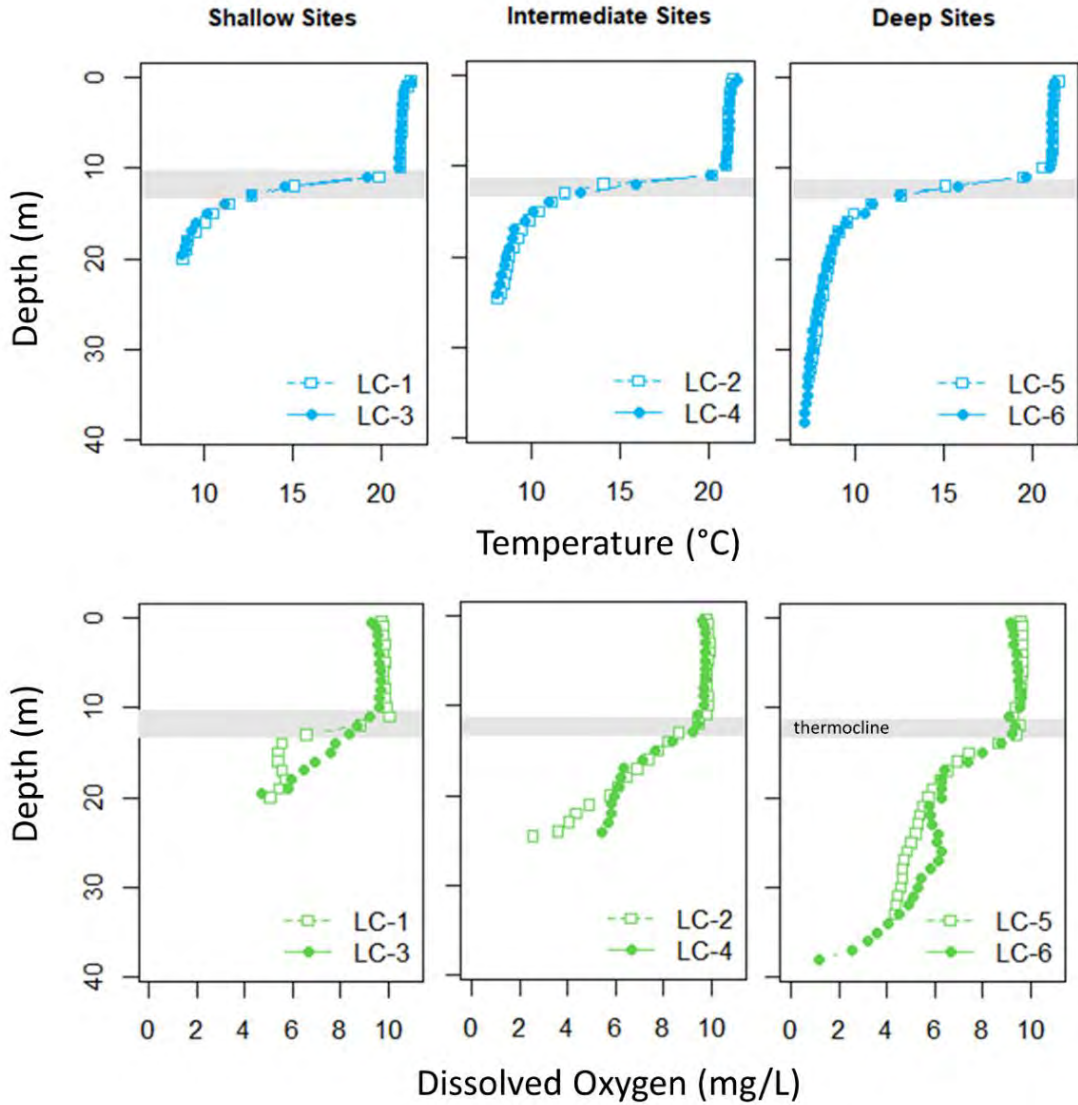 Shallow Sites
Intermediate Sites
Deep Sites
Depth (m)
0
10
20
30
40
LC-1
LC-3
LC-2
LC-4
LC-5
LC-6
10 15 20
10 15 20
10 15 20
Temperature (°C)
Depth (m)
0
10
20
30
40
thermocline
LC-1
LC-3
LC-2
LC-4
LC-5
LC-6
0 2 4 6 8 10
0 2 4 6 8 10
0 2 4 6 8 10
Dissolved Oxygen (mg/L)